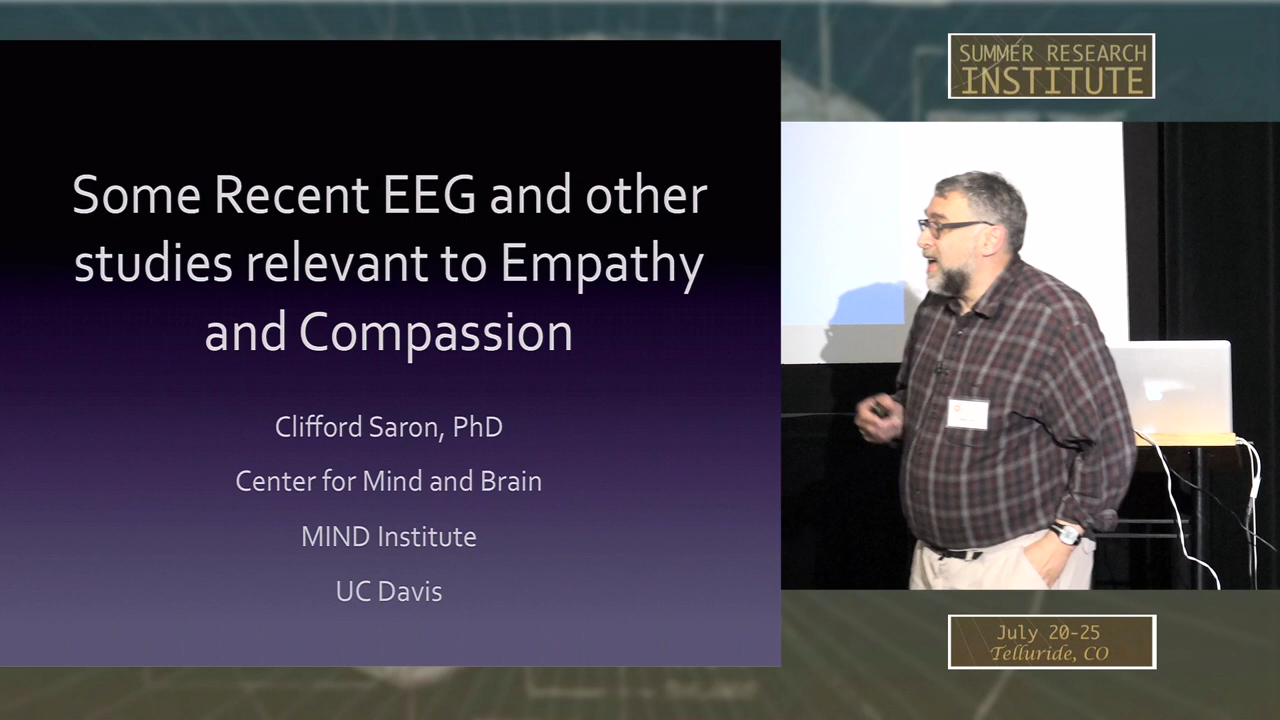 Some Recent EEG and other
studies relevant to Empathy
and Compassion
Clifford Saron, PhD
Center for Mind and Brain
MIND Institute
UC Davis
SUMMER RESEARCH
INSTITUTE
July 20-25
Telluride, CO